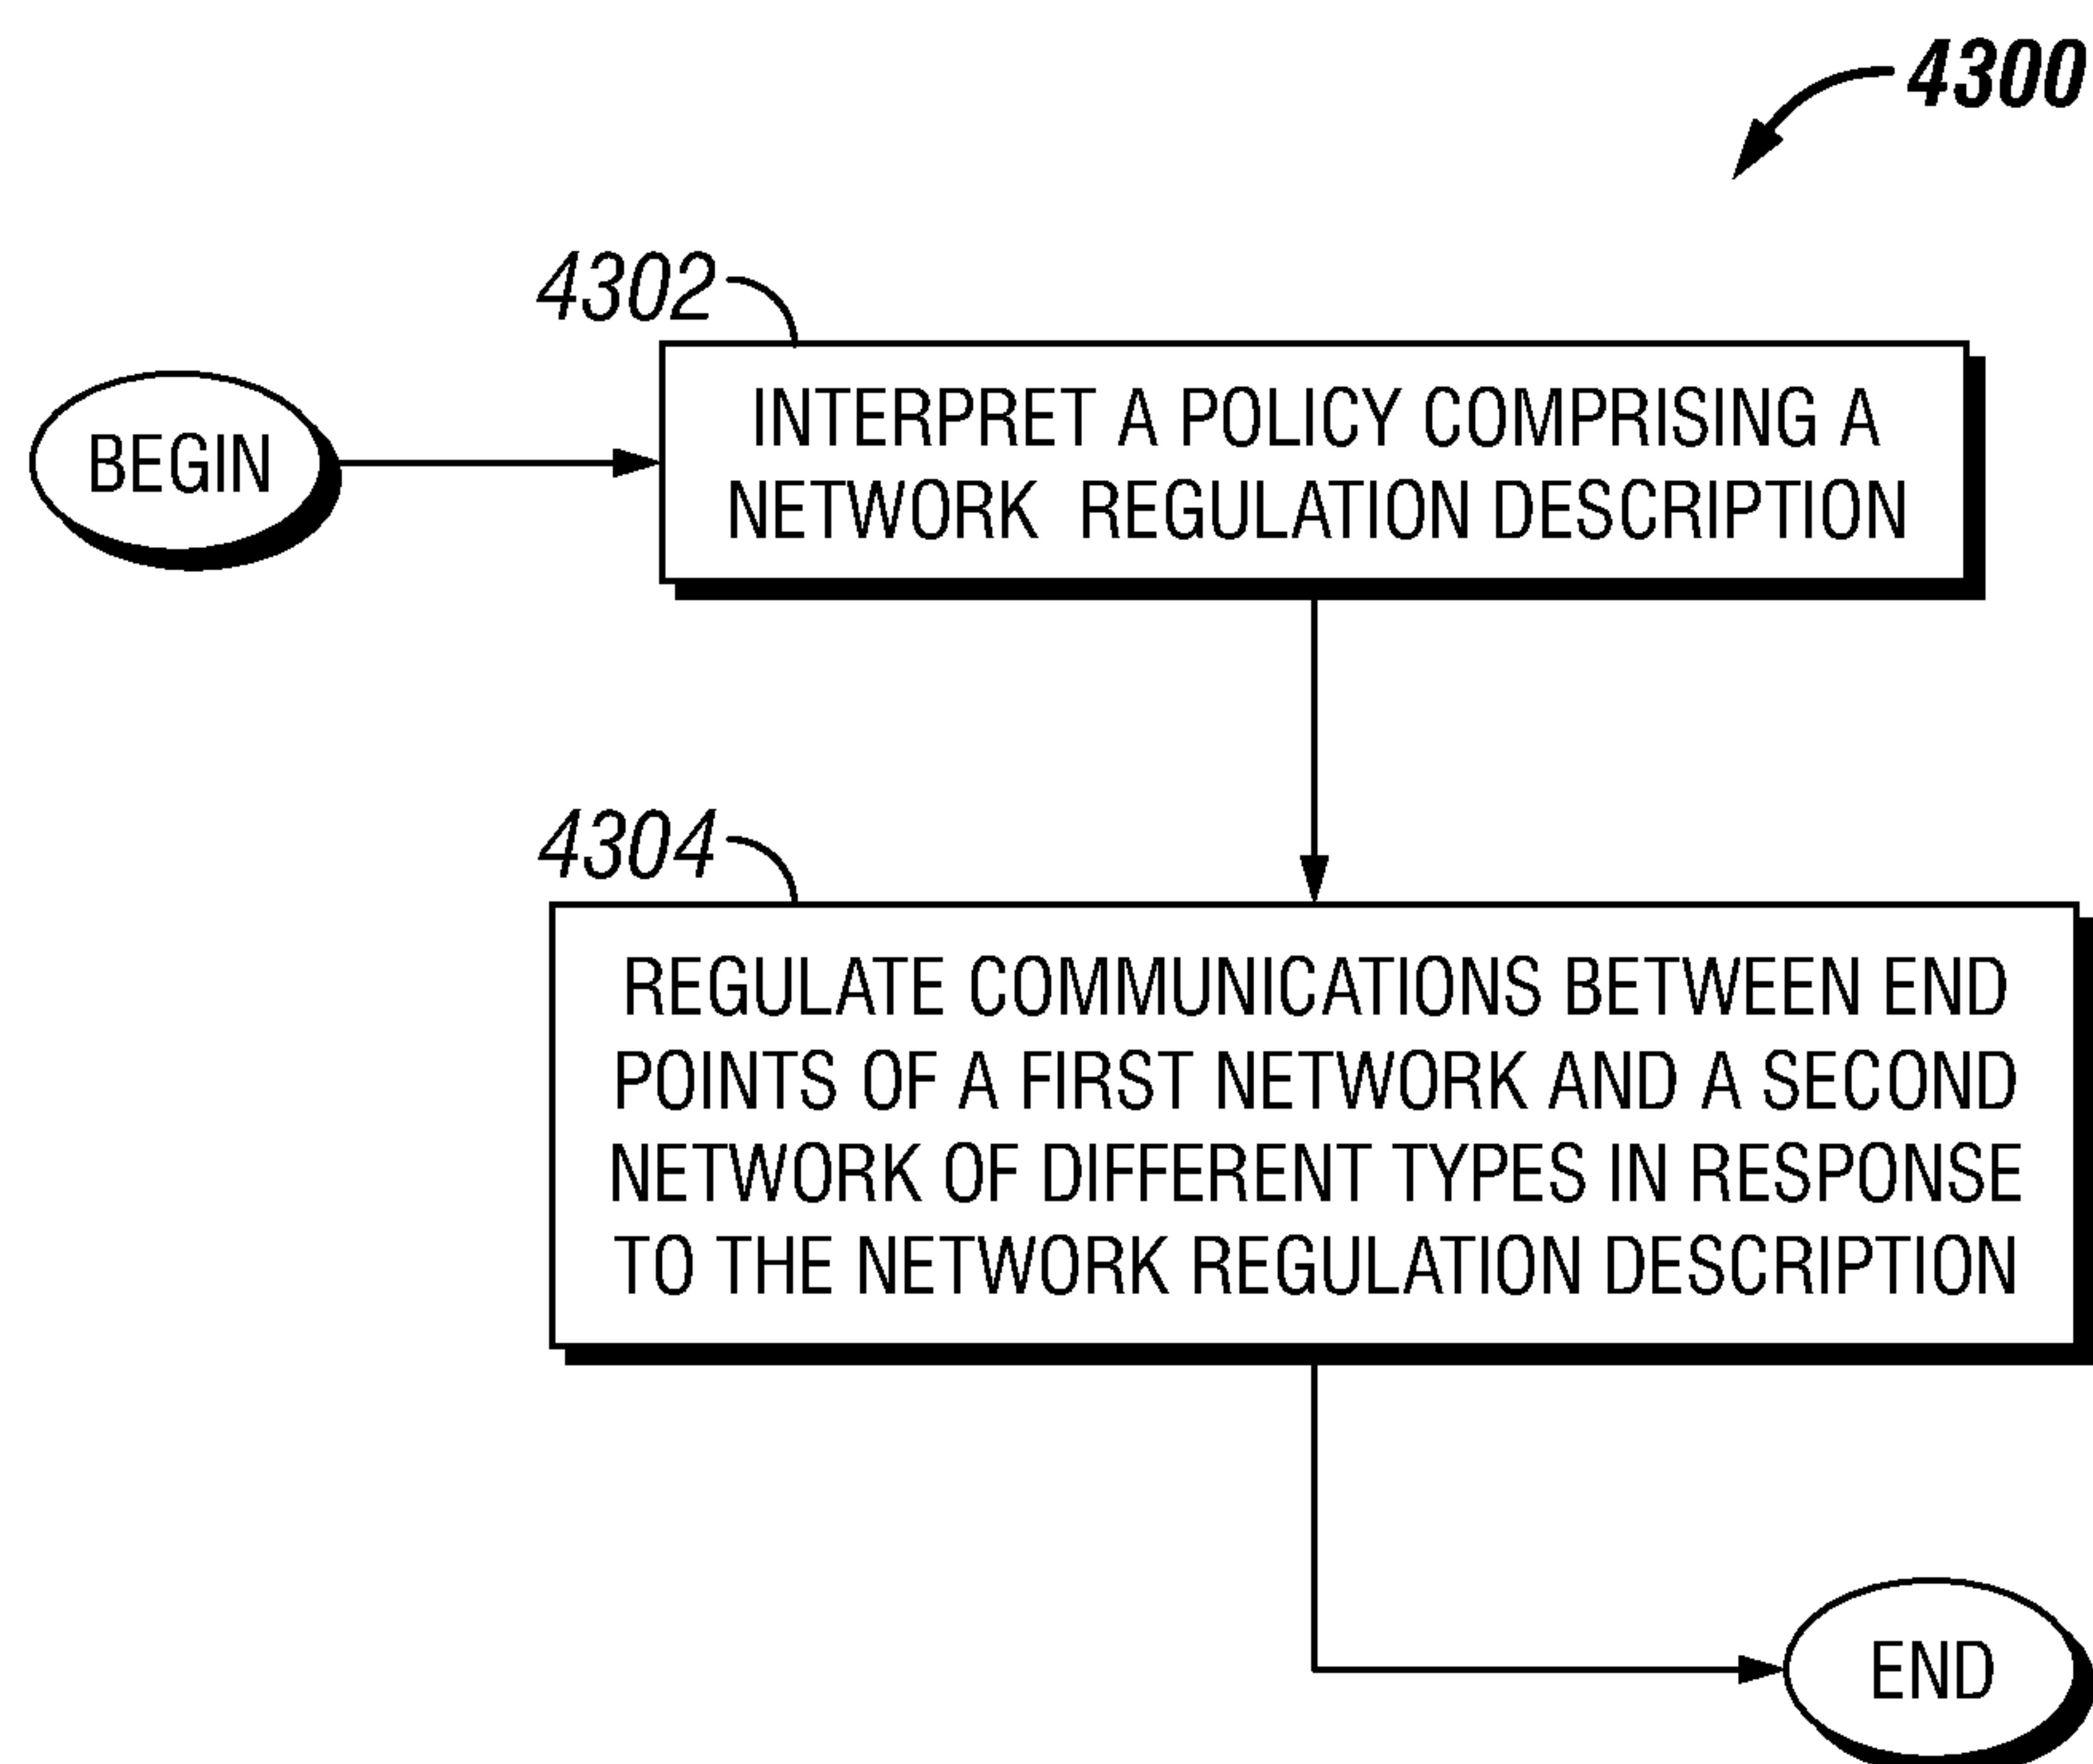 4300
4302
BEGIN
INTERPRET A POLICY COMPRISING A
NETWORK REGULATION DESCRIPTION
4304
REGULATE COMMUNICATIONS BETWEEN END
POINTS OF A FIRST NETWORK AND A SECOND
NETWORK OF DIFFERENT TYPES IN RESPONSE
TO THE NETWORK REGULATION DESCRIPTION
END